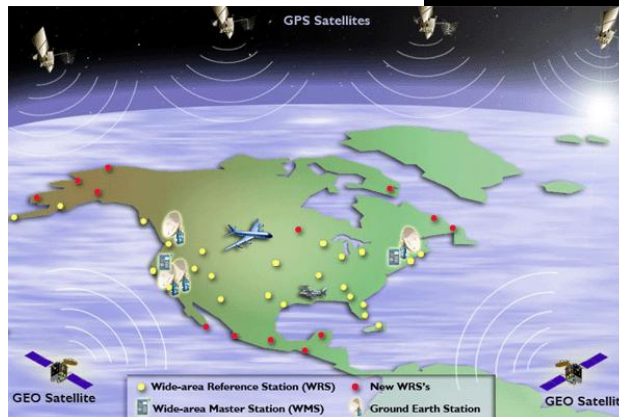 GPS Satellites
GEO Satellite
GEO Satellite
Wide-area Reference Station (WRS)
New WRS's
Wide-area Master Station (WMS)
Ground Earth Station